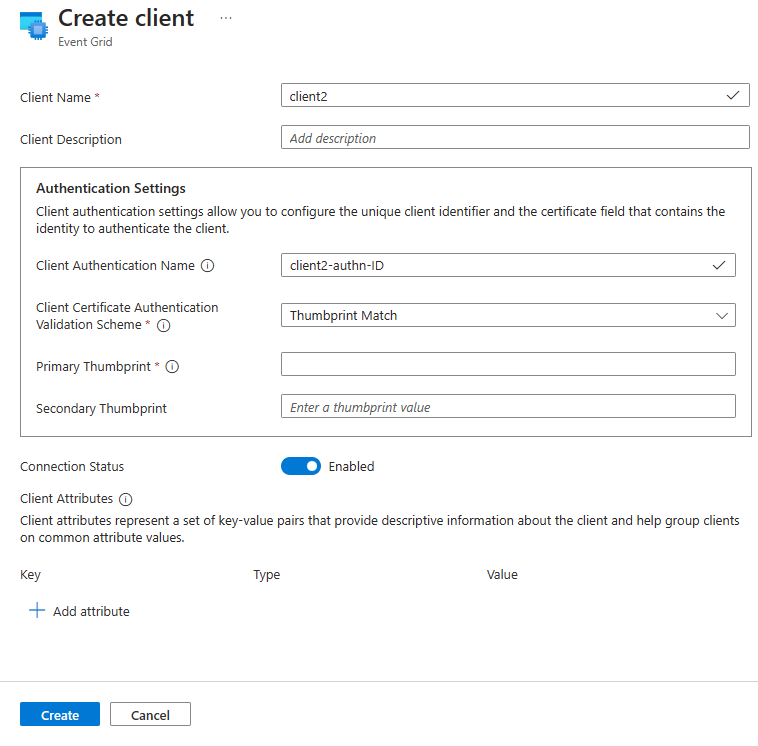 Create client ...
Event Grid
Client Name *
client2
Client Description
Add description
Authentication Settings
Client authentication settings allow you to configure the unique client identifier and the certificate field that contains the
identity to authenticate the client.
Client Authentication Name
client2-authn-ID
Client Certificate Authentication
Validation Scheme *
Thumbprint Match
Primary Thumbprint *
Secondary Thumbprint
Enter a thumbprint value
Connection Status
Enabled
Client Attributes
Client attributes represent a set of key-value pairs that provide descriptive information about the client and help group clients
on common attribute values.
Key Type Value
Add attribute
Create Cancel